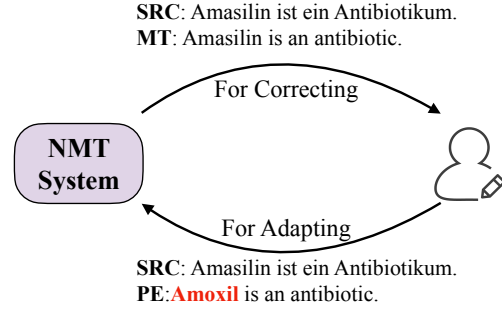 SRC: Amasilin ist ein Antibiotikum.
MT: Amasilin is an antibiotic.
For Correcting
NMT
System
For Adapting
SRC: Amasilin ist ein Antibiotikum.
PE:Amoxil is an antibiotic.